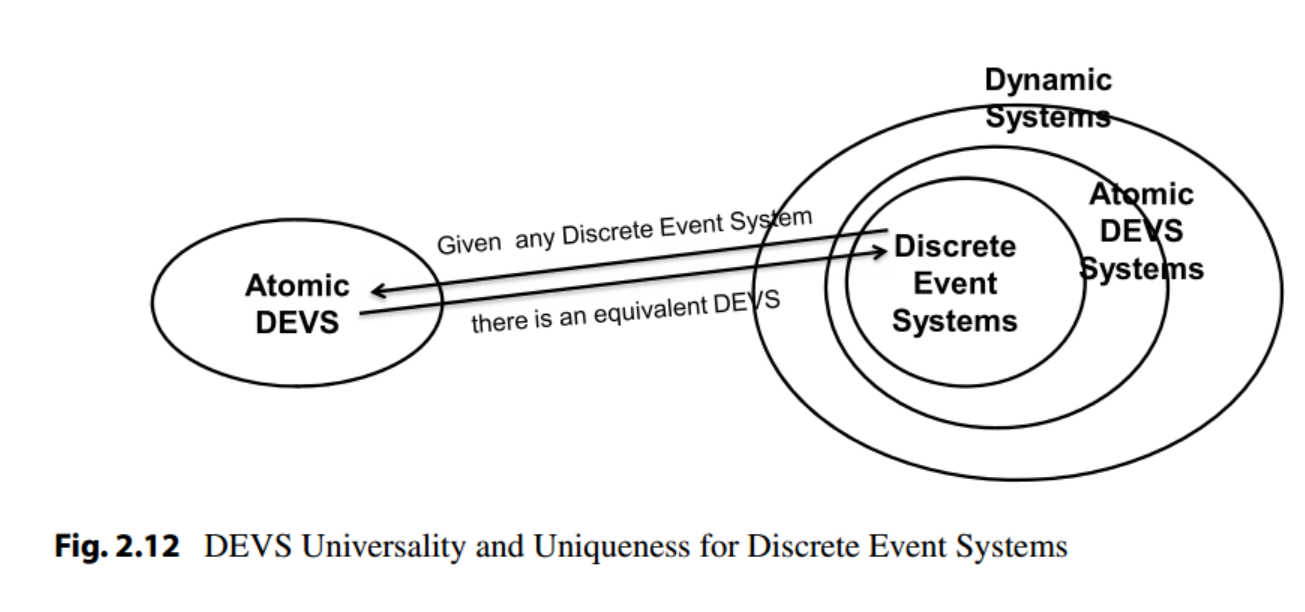 Dynamic
Systems
Atomic
DEVS
Systems
Given any Discrete Event System
Discrete
Event
Systems
Atomic
DEVS
there is an equivalent DEVS
Fig. 2.12 DEVS Universality and Uniqueness for Discrete Event Systems